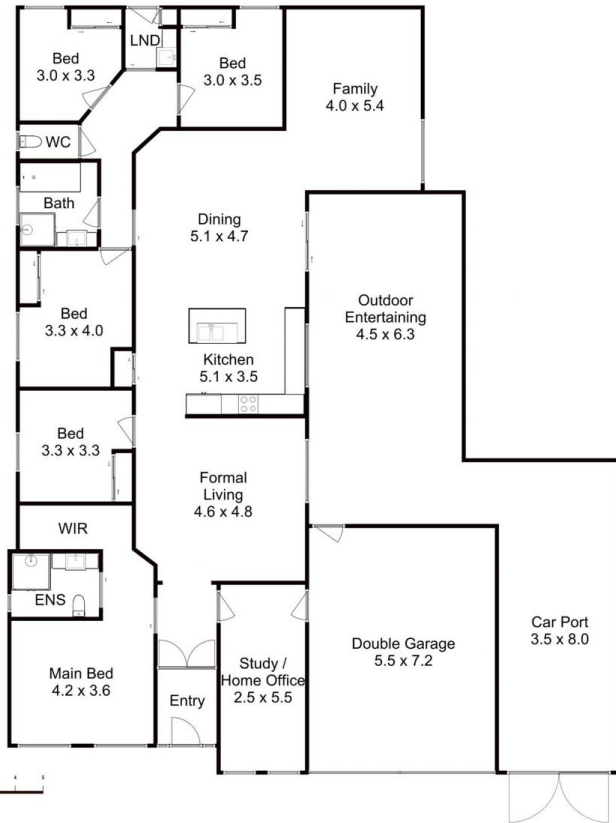 Bed
3.0 x 3.3
LND
Bed
3.0 x 3.5
Family
4.0 x 5.4
WC
Bath
Dining
5.1 x 4.7
Bed
3.3 x 4.0
Outdoor
Entertaining
4.5 x 6.3
Kitchen
5.1 x 3.5
Bed
3.3 x 3.3
Formal
Living
4.6 x 4.8
WIR
ENS
Main Bed
4.2 x 3.6
Entry
Study /
Home Office
2.5 x 5.5
Double Garage
5.5 x 7.2
Car Port
3.5 x 8.0